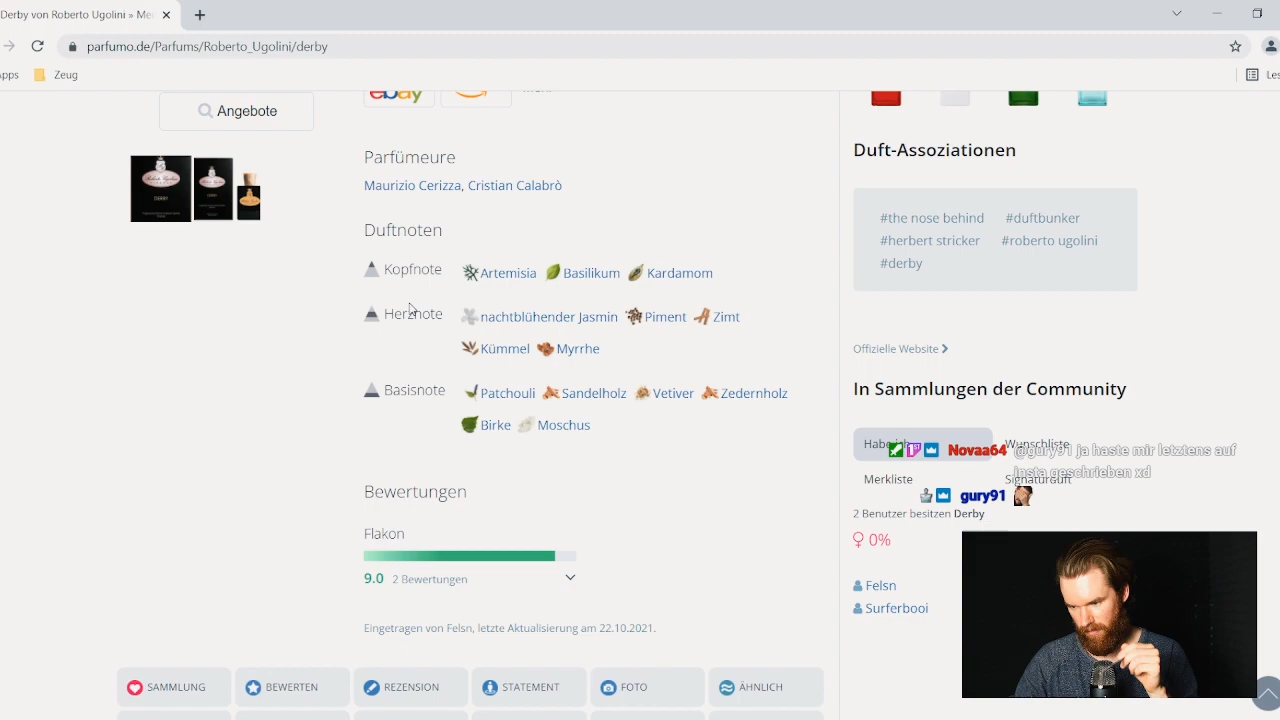 Derby von Roberto Ugolini » Me
parfumo.de/Parfums/Roberto_Ugolini/derby
pps
Zeug
Les
ebay
Angebote
Parfümeure
Maurizio Cerizza, Cristian Calabrò
Duftnoten
Kopfnote
Artemisia Basilikum Kardamom
Herznote
nachtblühender Jasmin Piment Zimt
Kümmel Myrrhe
Basisnote
Patchouli Sandelholz Vetiver Zedernholz
Birke Moschus
Bewertungen
Flakon
9.0 2 Bewertungen
Eingetragen von Felsn, letzte Aktualisierung am 22.10.2021.
SAMMLUNG
BEWERTEN
REZENSION
STATEMENT
FOTO
ÄHNLICH
Duft-Assoziationen
#the nose behind #duftbunker
#herbert stricker #roberto ugolini
#derby
Offizielle Website
In Sammlungen der Community
Habe ich
Wunschliste
Novaa64 @gury91 ja haste mir letztens auf
insta geschrieben xd
Merkliste
Signaturduft
gury91
2 Benutzer besitzen Derby
0%
Felsn
Surferbooi